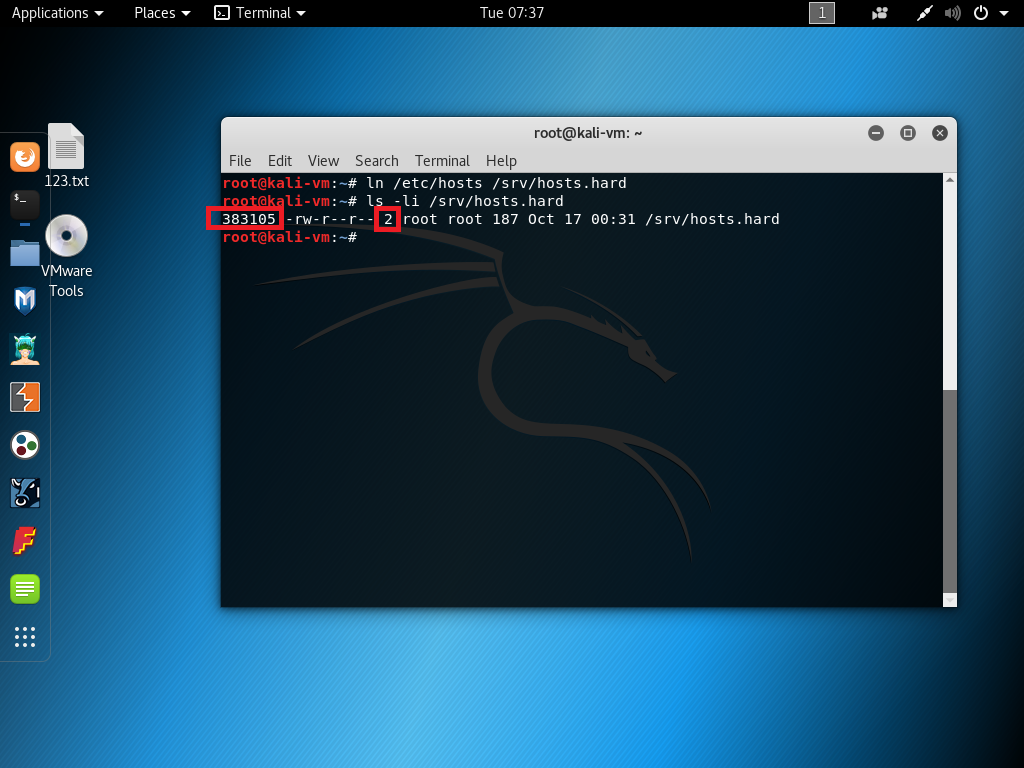 Applications Places Terminal Tue 07:37 1
123.txt
VMware
Tools
root@kali-vm: ~
File Edit View Search Terminal Help
root@kali-vm:~# ln /etc/hosts /srv/hosts.hard
root@kali-vm:~# ls -li /srv/hosts.hard
383105 -rw-r--r-- 2 root root 187 Oct 17 00:31 /srv/hosts.hard
root@kali-vm:~#